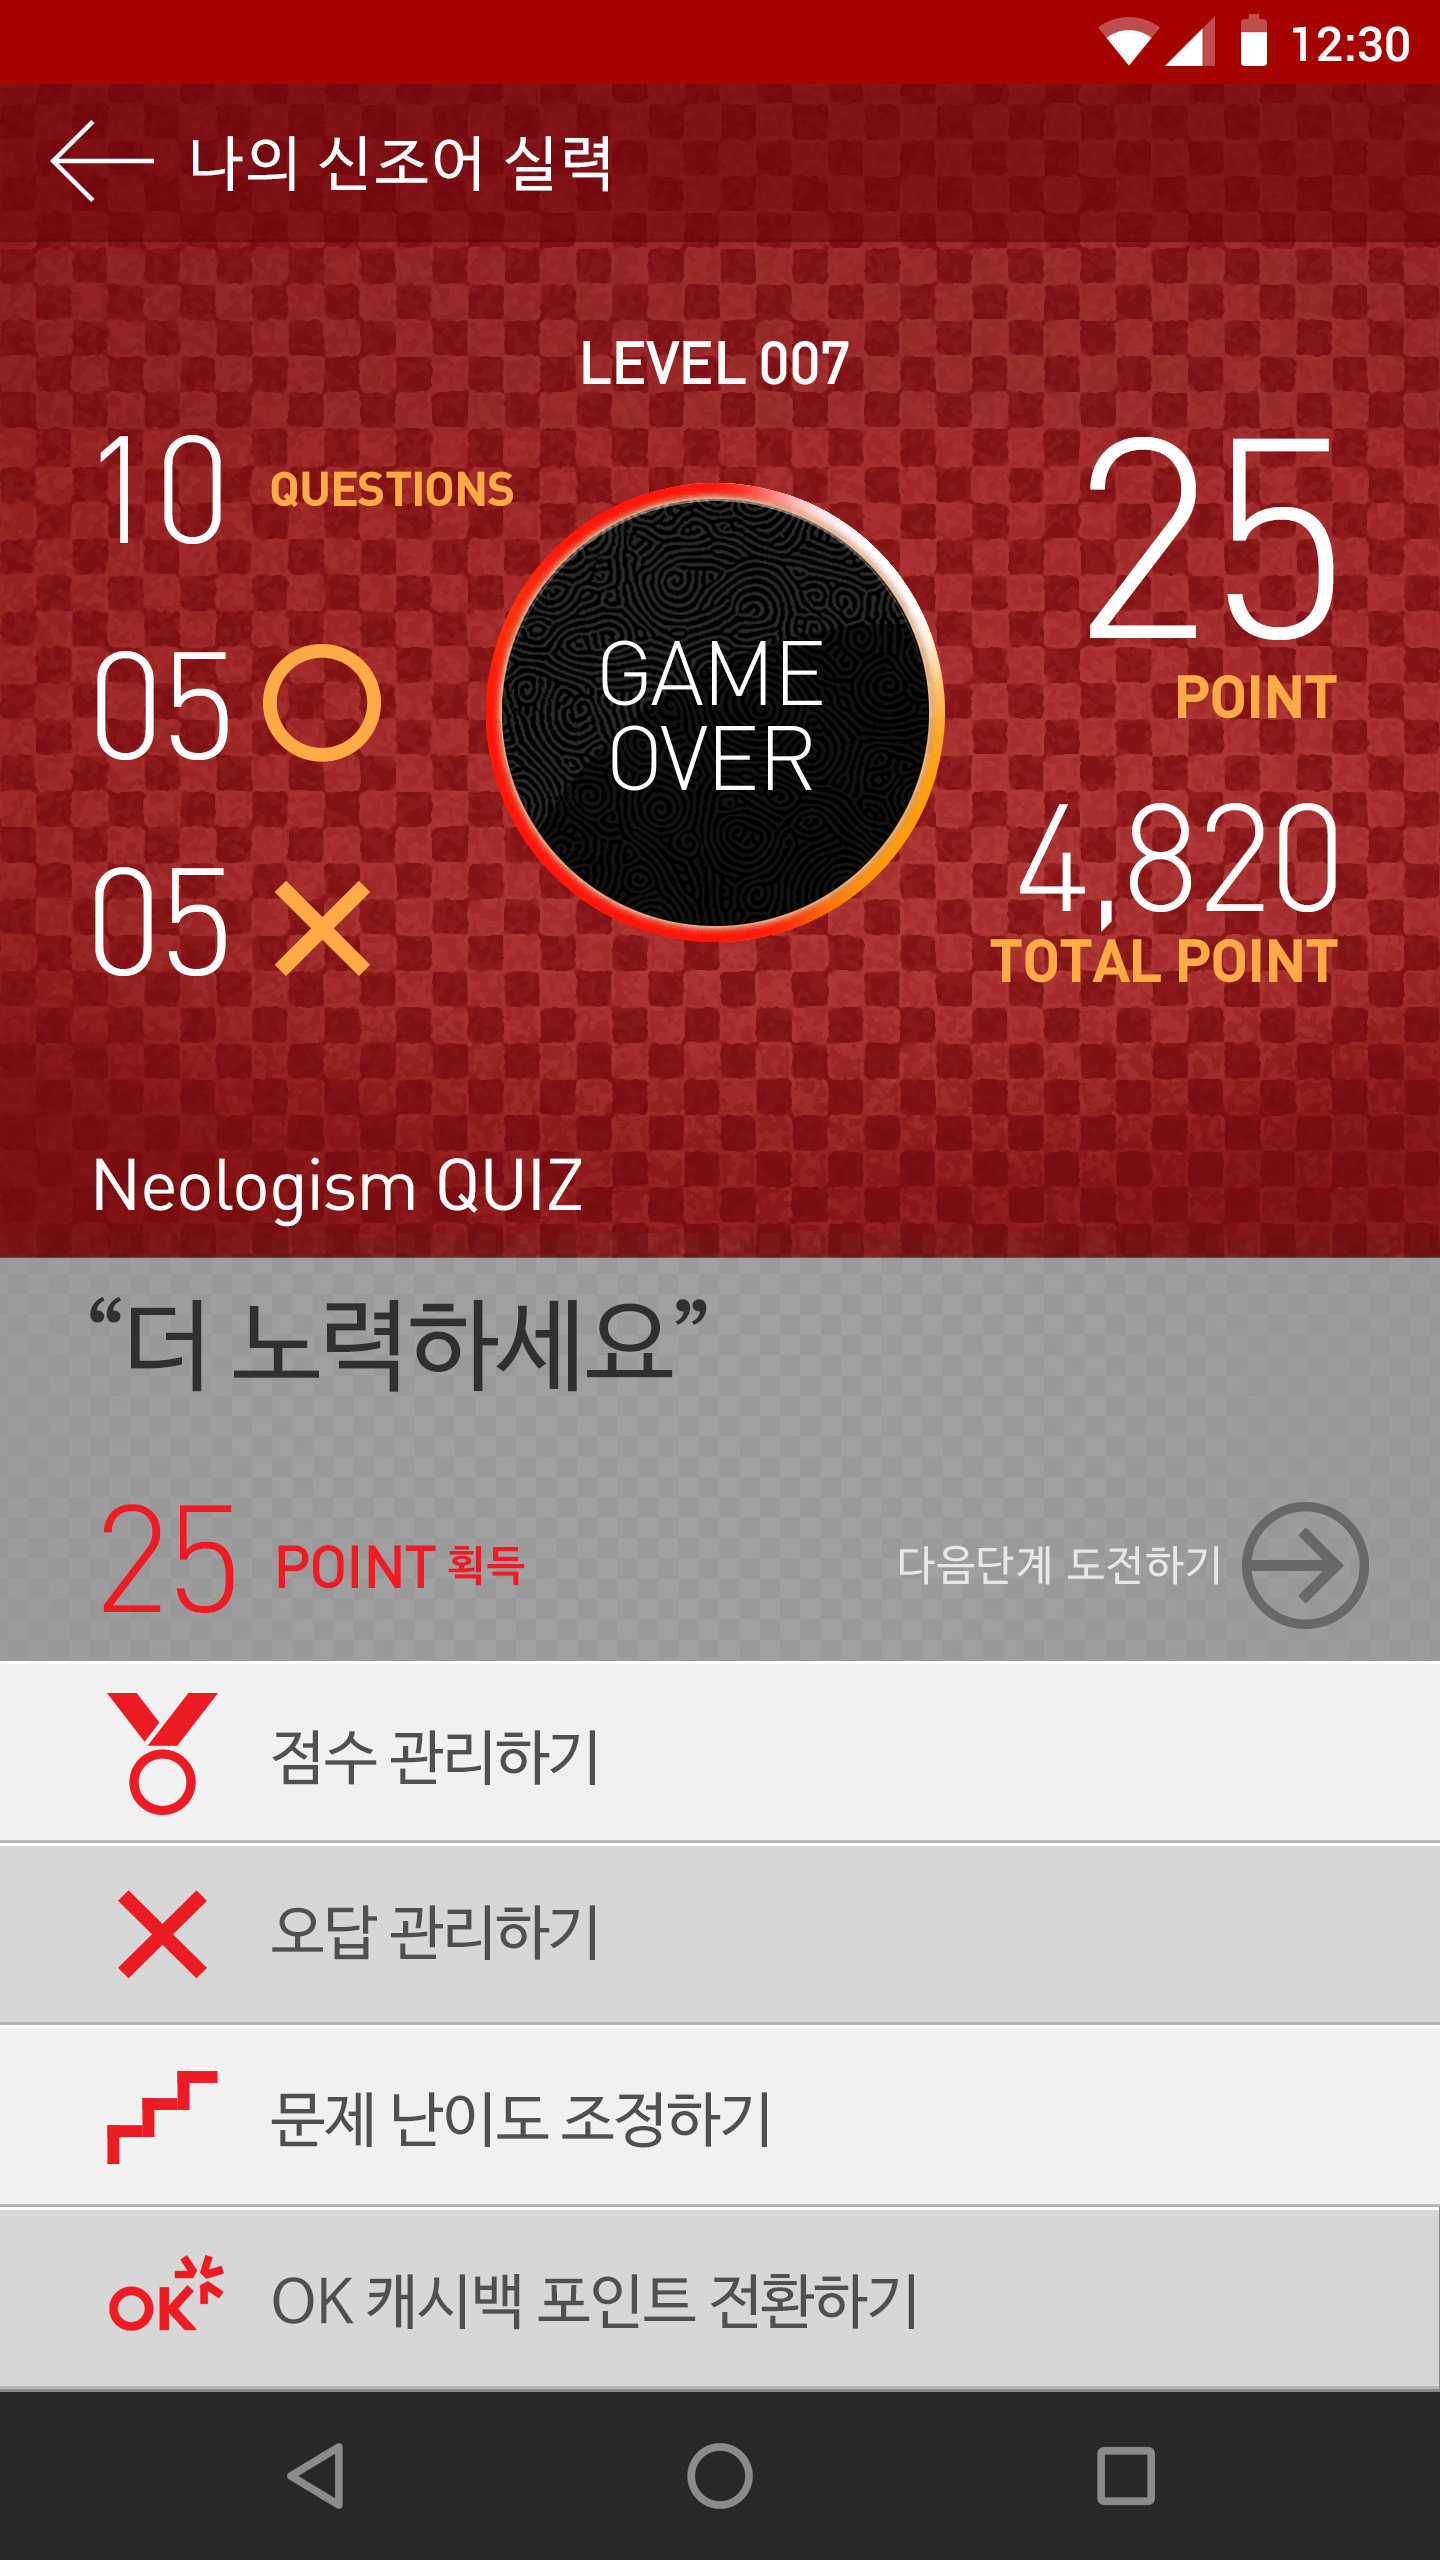 12:30
나의 신조어 실력
LEVEL 007
10 QUESTIONS
05
05
GAME
OVER
25
POINT
4,820
TOTAL POINT
Neologism QUIZ
“더 노력하세요”
25 POINT 획득
다음단계 도전하기
점수 관리하기
오답 관리하기
문제 난이도 조정하기
OK OK 캐시백 포인트 전환하기